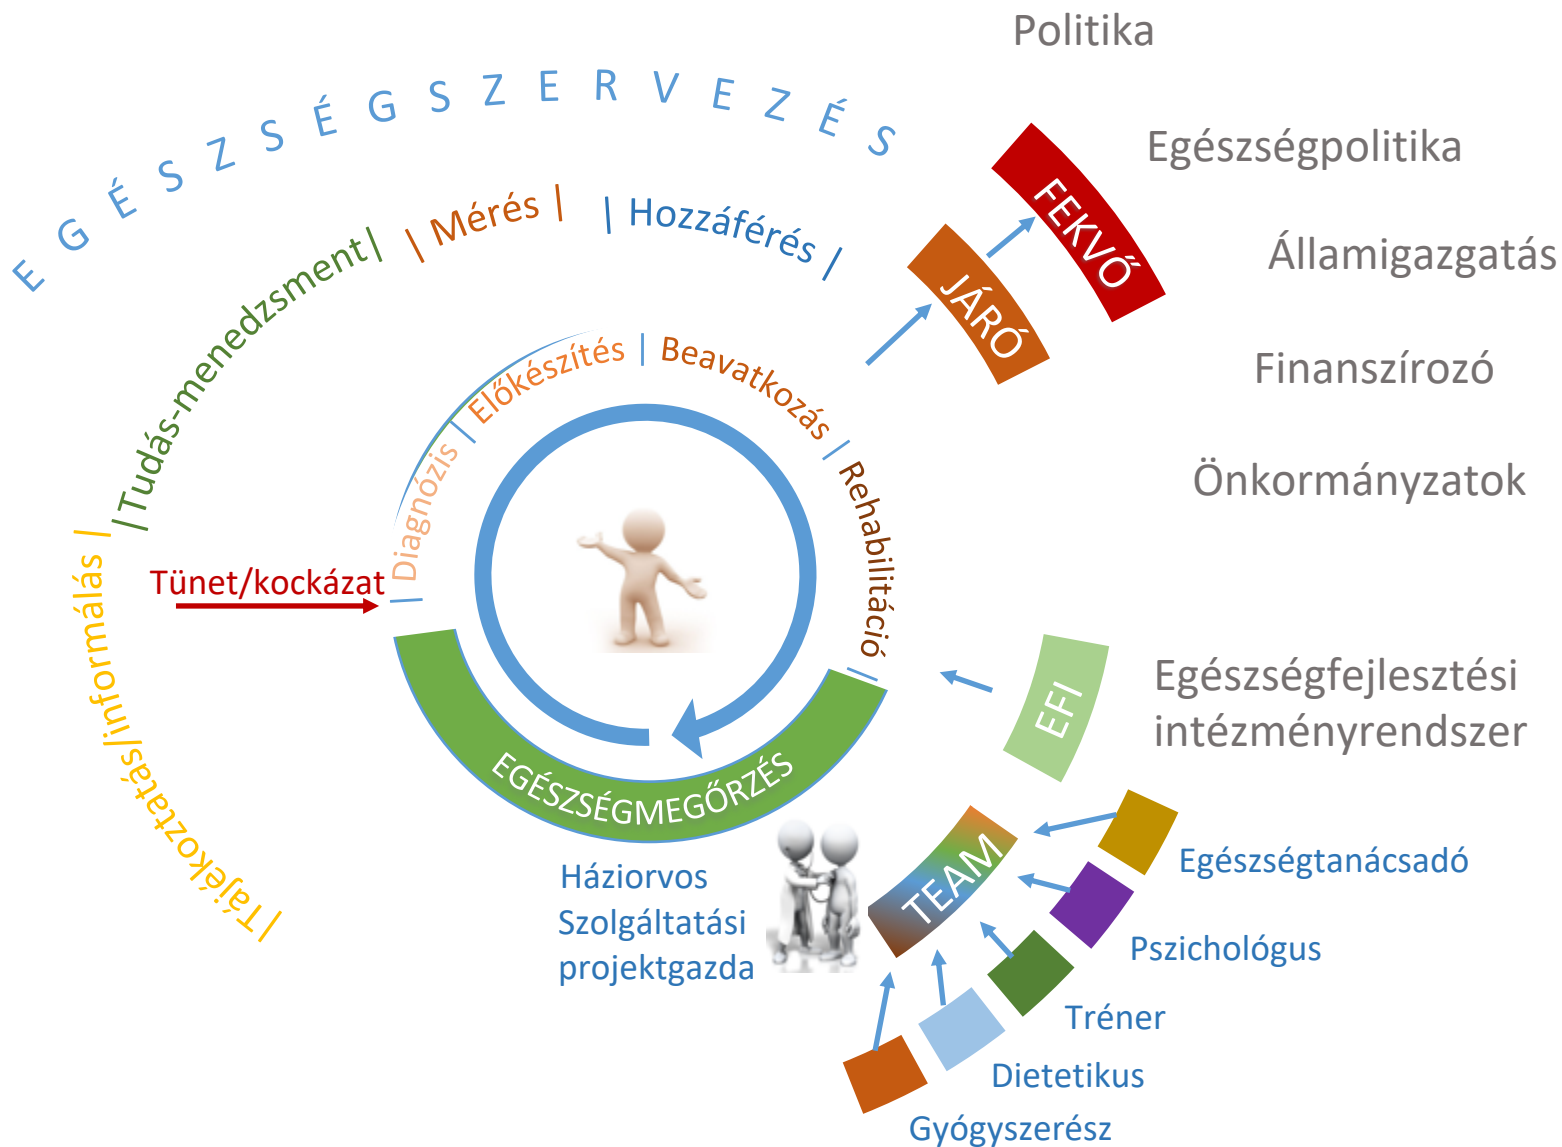 Politika
EGÉSZSÉGSZERVEZÉS
Egészségpolitika
FEKVŐ
| Mérés |
| Hozzáférés |
|Tudás-menedzsment|
Államigazgatás
JÁRÓ
Finanszírozó
| Diagnózis | Előkészítés | Beavatkozás | Rehabilitáció |
Önkormányzatok
Tünet/kockázat
|Tájékoztatás/informálás|
EFI
Egészségfejlesztési
intézményrendszer
EGÉSZSÉGMEGŐRZÉS
TEAM
Háziorvos
Szolgáltatási
projektgazda
Egészségtanácsadó
Pszichológus
Tréner
Dietetikus
Gyógyszerész